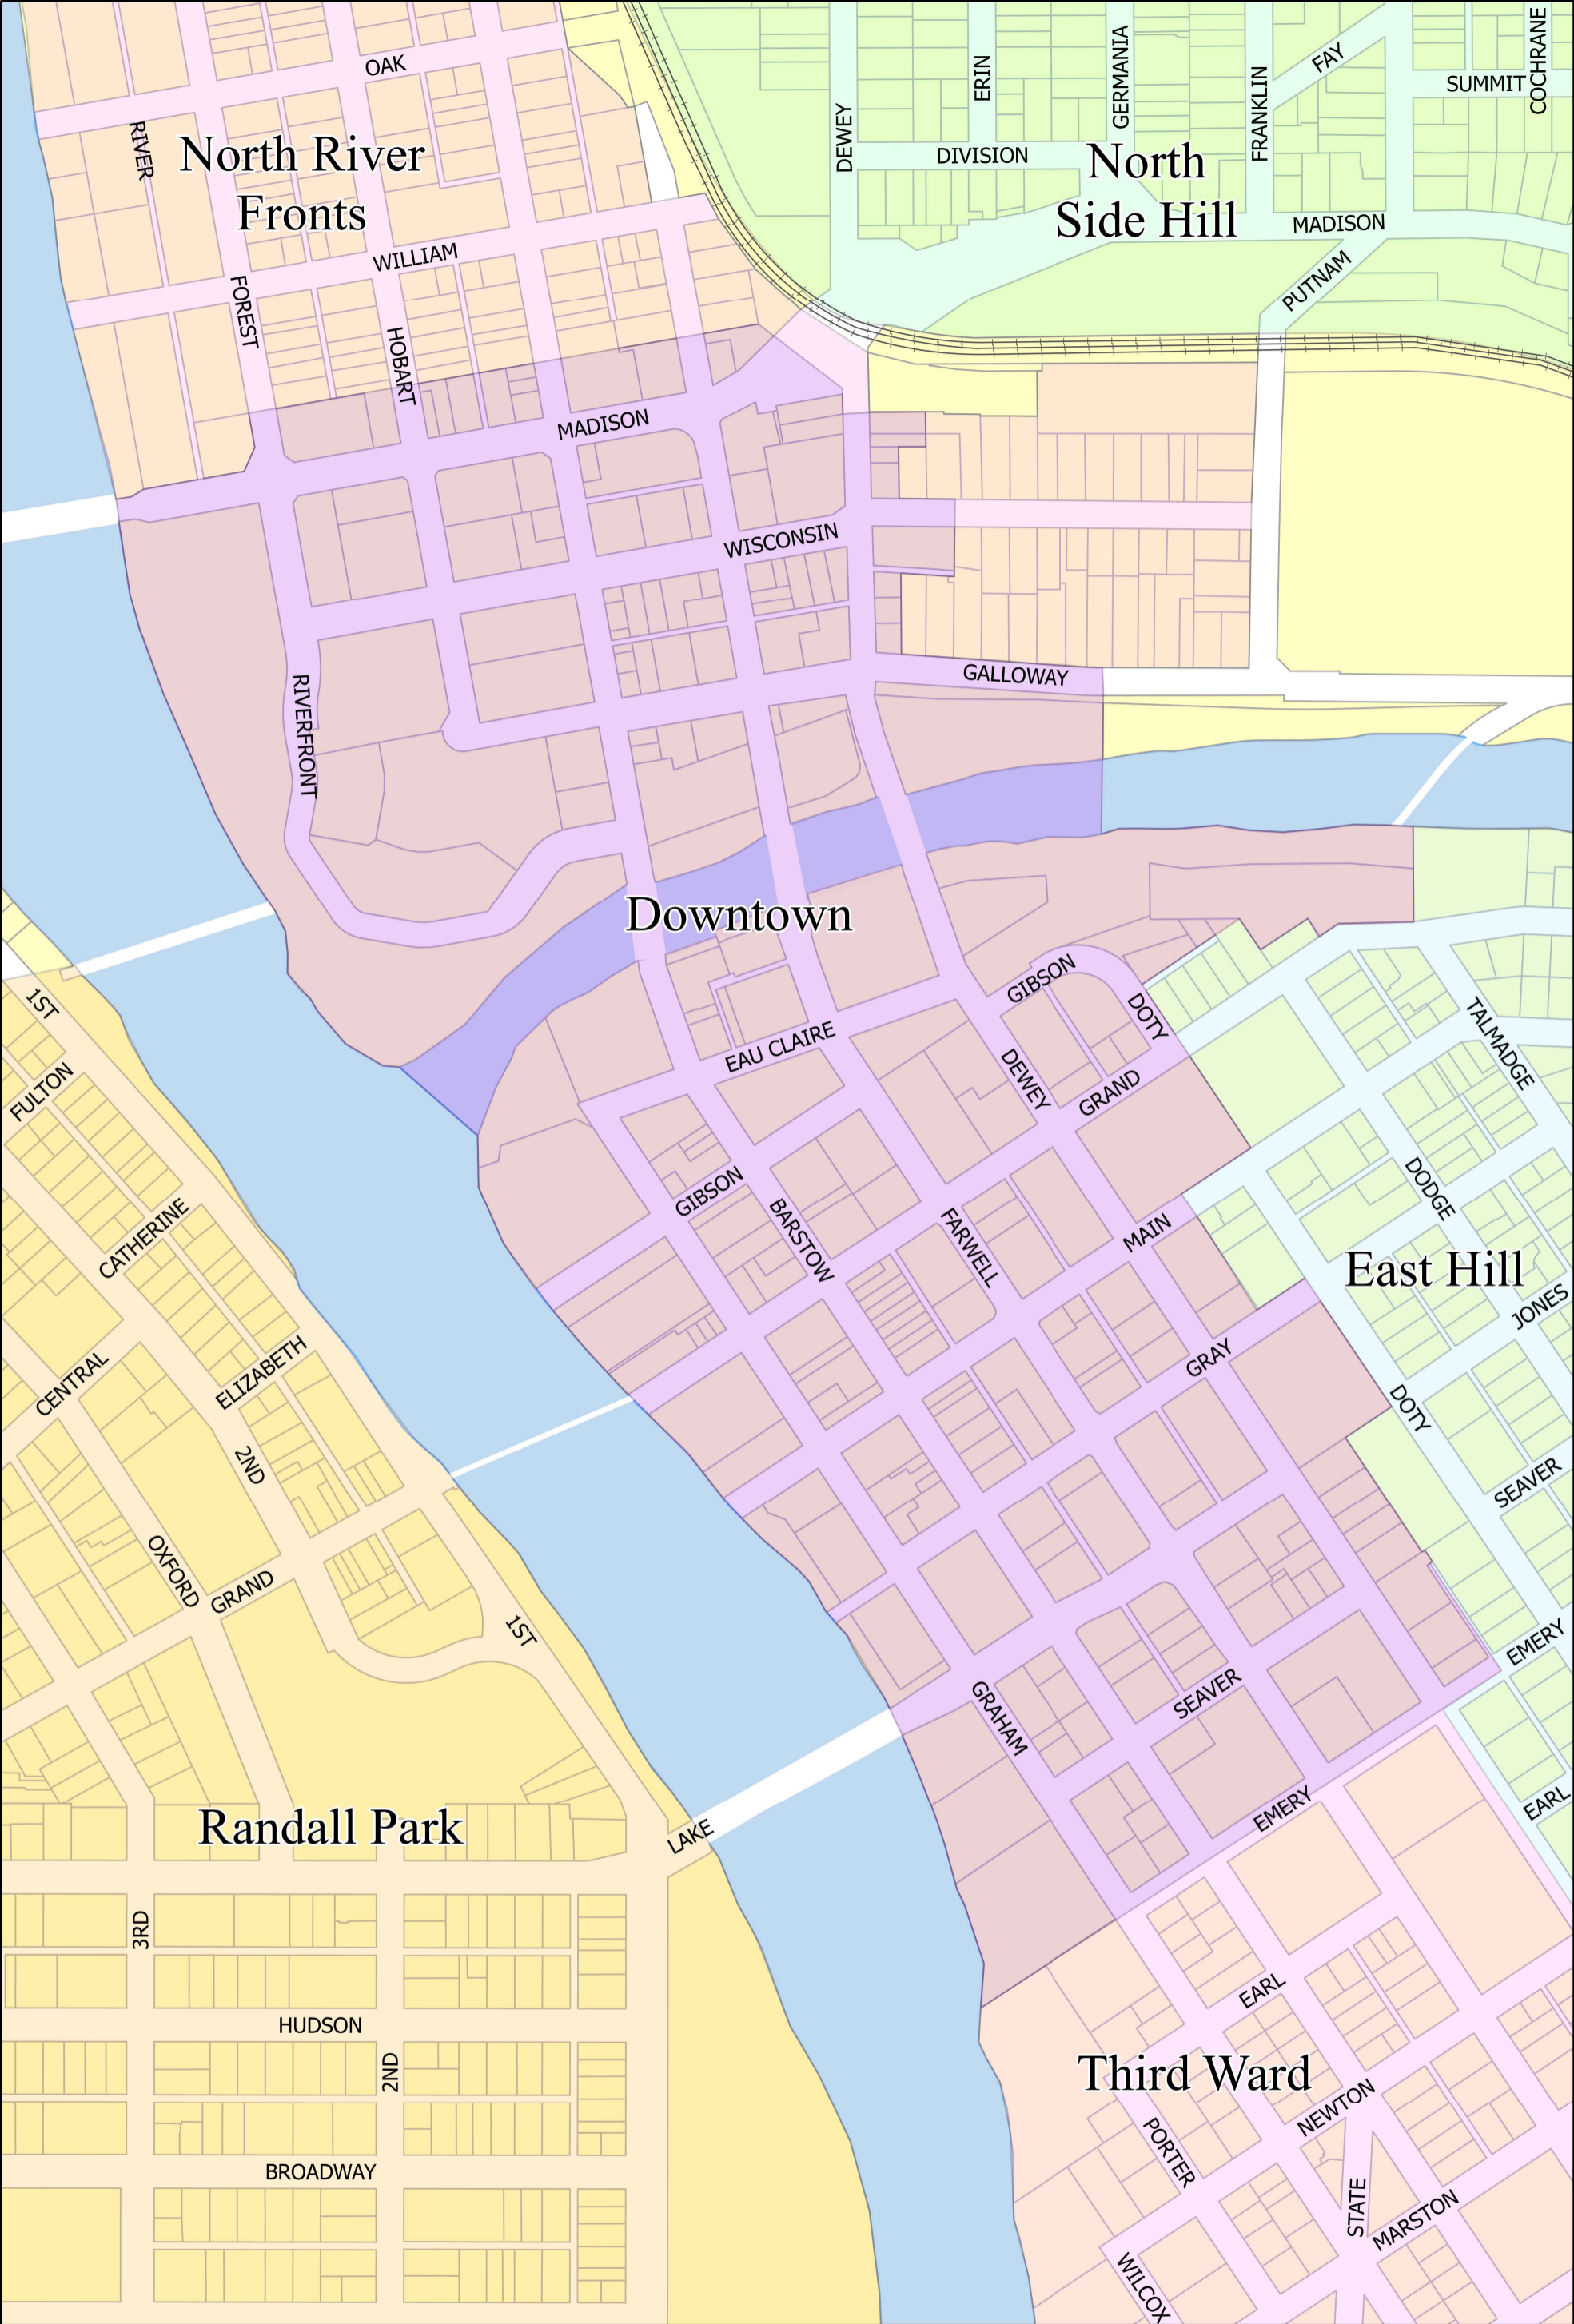 OAK
FAY
COCHRANE
SUMMIT
ERIN
GERMANIA
FRANKLIN
DEWEY
RIVER
North River
Fronts
DIVISION
North
Side Hill
MADISON
WILLIAM
PUTNAM
FOREST
HOBART
MADISON
WISCONSIN
GALLOWAY
RIVERFRONT
Downtown
GIBSON
DOTY
1ST
EAU CLAIRE
TALMADGE
FULTON
DEWEY
GRAND
GIBSON
DODGE
CATHERINE
BARSTOW
FARWELL
MAIN
East Hill
JONES
GRAY
ELIZABETH
CENTRAL
DOTY
2ND
SEAVER
OXFORD
GRAND
1ST
EMERY
SEAVER
GRAHAM
EMERY
EARL
Randall Park
LAKE
3RD
EARL
HUDSON
2ND
Third Ward
NEWTON
PORTER
BROADWAY
STATE
MARSTON
WILCOX